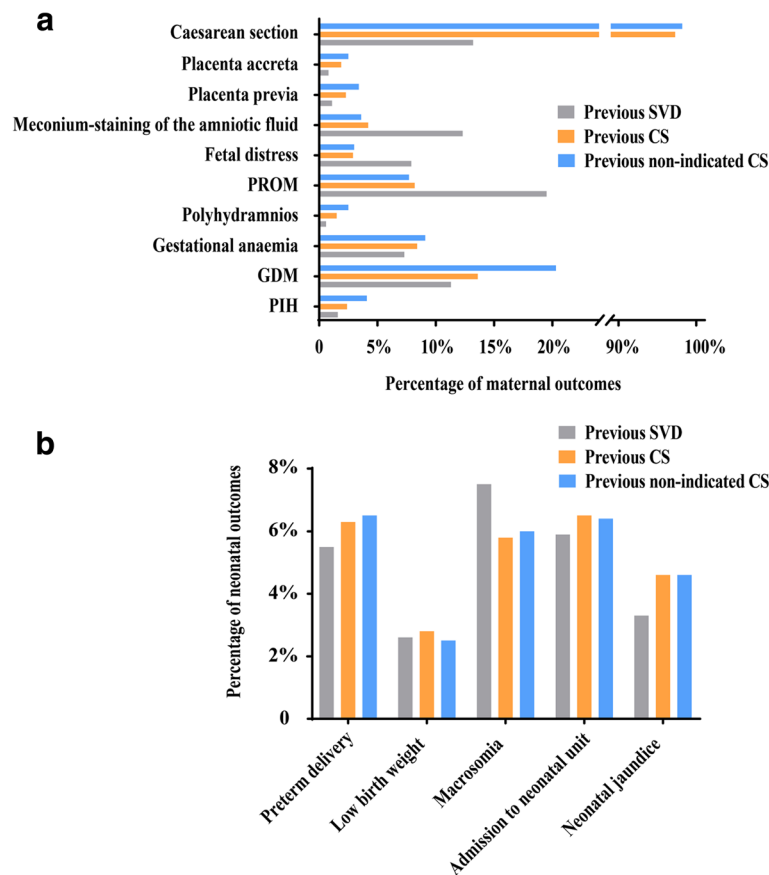 a
Caesarean section
Placenta accreta
Placenta previa
Meconium-staining of the amniotic fluid
Fetal distress
PROM
Polyhydramnios
Gestational anaemia
GDM
PIH
Previous SVD
Previous CS
Previous non-indicated CS
0 5% 10% 15% 20% 90% 100%
Percentage of maternal outcomes
b
Previous SVD
Previous CS
Previous non-indicated CS
Percentage of neonatal outcomes
8%
6%
4%
2%
0
Preterm delivery
Low birth weight
Macrosomia
Admission to neonatal unit
Neonatal jaundice